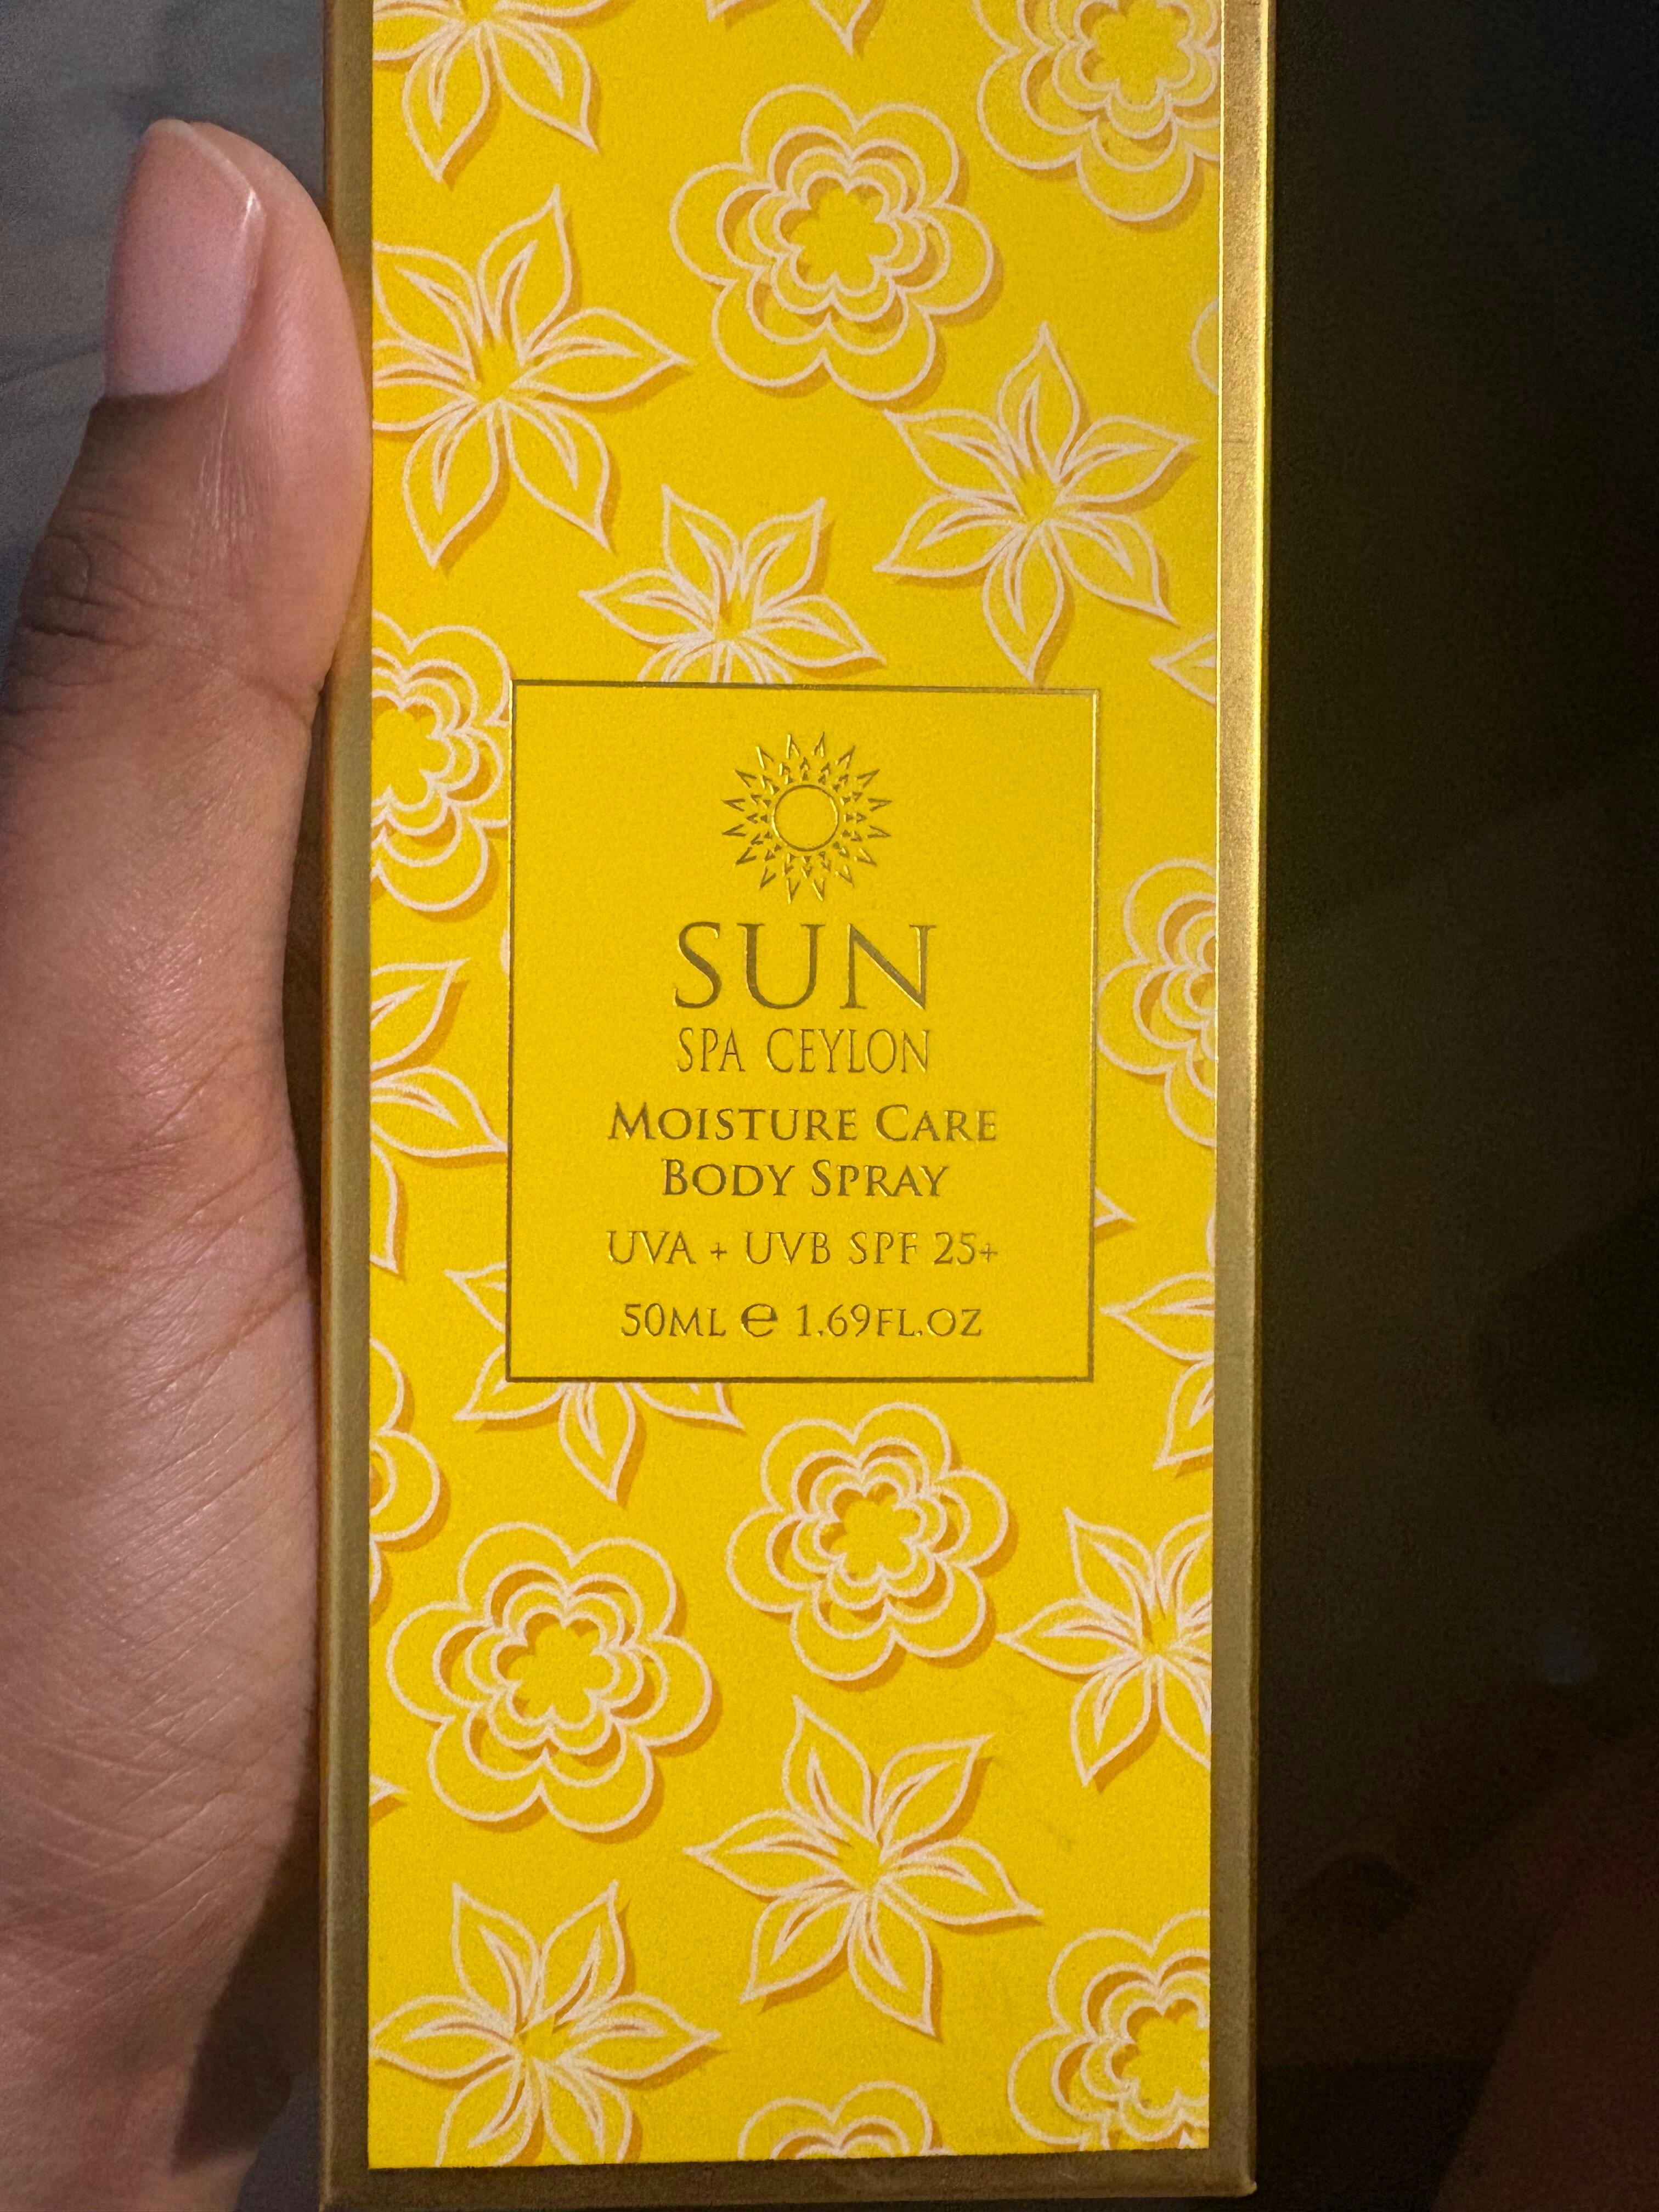 SUN
SPA CEYLON
MOISTURE CARE
BODY SPRAY
UVA + UVB SPF 25+
50ML ℮ 1.69FL.OZ